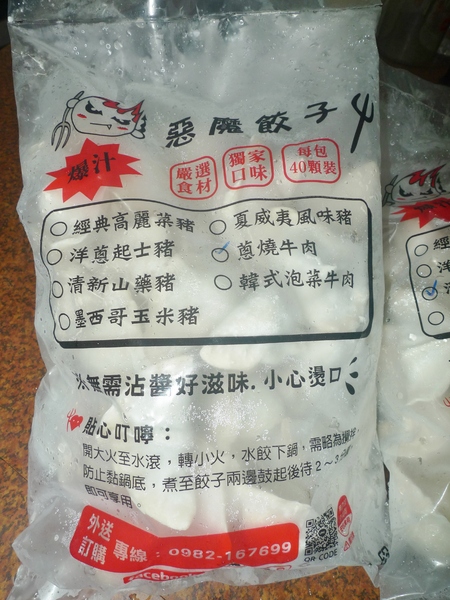 惡魔餃子
爆汁
嚴選食材
獨家口味
每包40顆裝
經典高麗菜豬
夏威夷風味豬
洋蔥起士豬
蔥燒牛肉
清新山藥豬
韓式泡菜牛肉
墨西哥玉米豬
無需沾醬好滋味.小心燙口
貼心叮嚀：
開大火至水滾，轉小火，水餃下鍋，需略為攪拌
防止黏鍋底，煮至餃子兩邊鼓起後待2～3分
即可享用。
外送訂購
專線：0982-167699
facebook
QR CODE